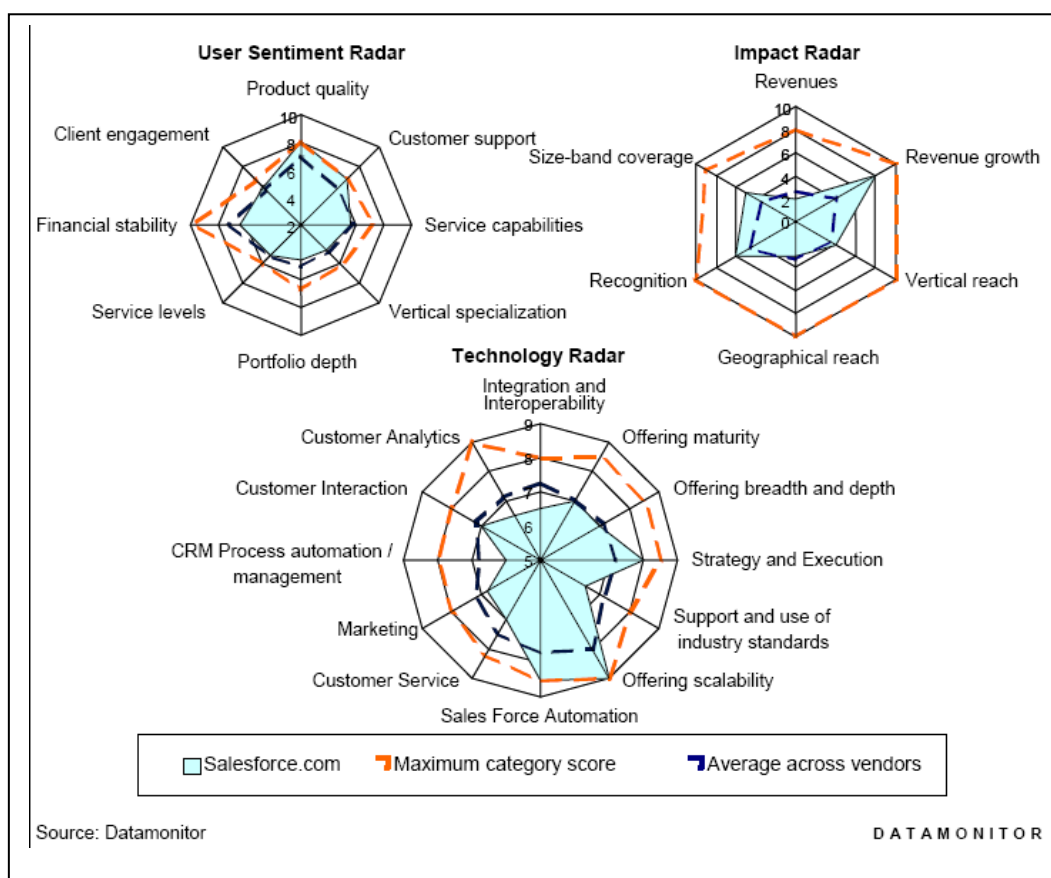 User Sentiment Radar
Product quality
Client engagement
Customer support
Financial stability
Service capabilities
Service levels
Vertical specialization
Portfolio depth
10
8
6
4
2
Impact Radar
Revenues
Size-band coverage
Revenue growth
Recognition
Vertical reach
Geographical reach
10
8
6
4
2
0
Technology Radar
Integration and
Interoperability
Customer Analytics
Offering maturity
Customer Interaction
Offering breadth and depth
CRM Process automation /
management
Strategy and Execution
Marketing
Support and use of
industry standards
Customer Service
Offering scalability
Sales Force Automation
9
8
7
6
5
Salesforce.com
Maximum category score
Average across vendors
Source: Datamonitor
DATAMONITOR